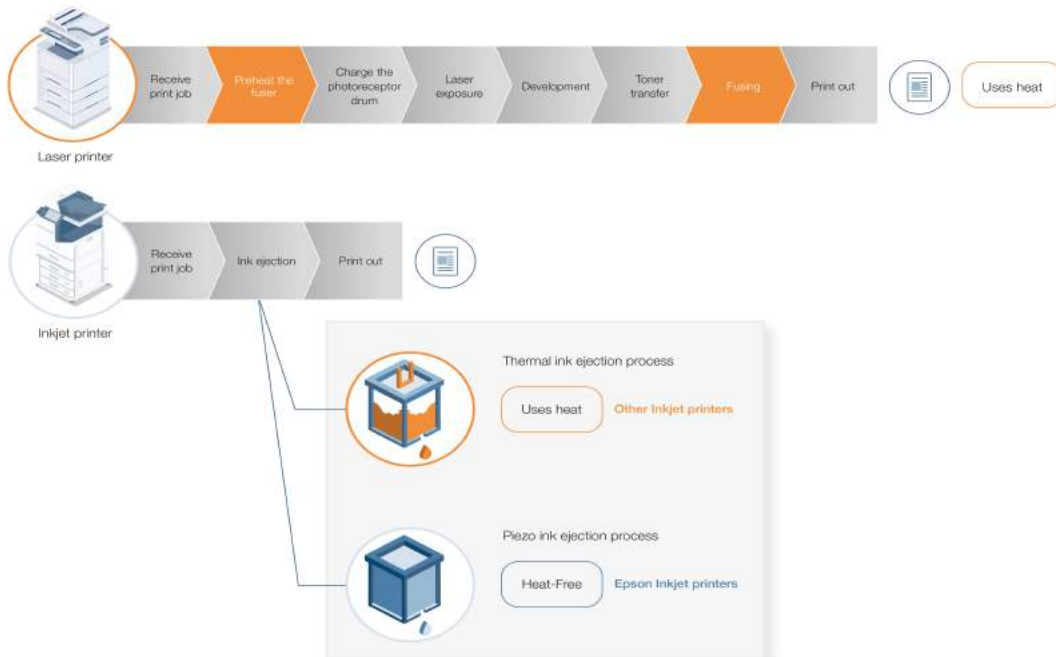 Receive
print job
Preheat the
fuser
Charge the
photoreceptor
drum
Laser
exposure
Development
Toner
transfer
Fusing
Print out
Uses heat
Laser printer
Receive
print job
Ink ejection
Print out
Inkjet printer
Thermal ink ejection process
Uses heat
Other Inkjet printers
Piezo ink ejection process
Heat-Free
Epson Inkjet printers